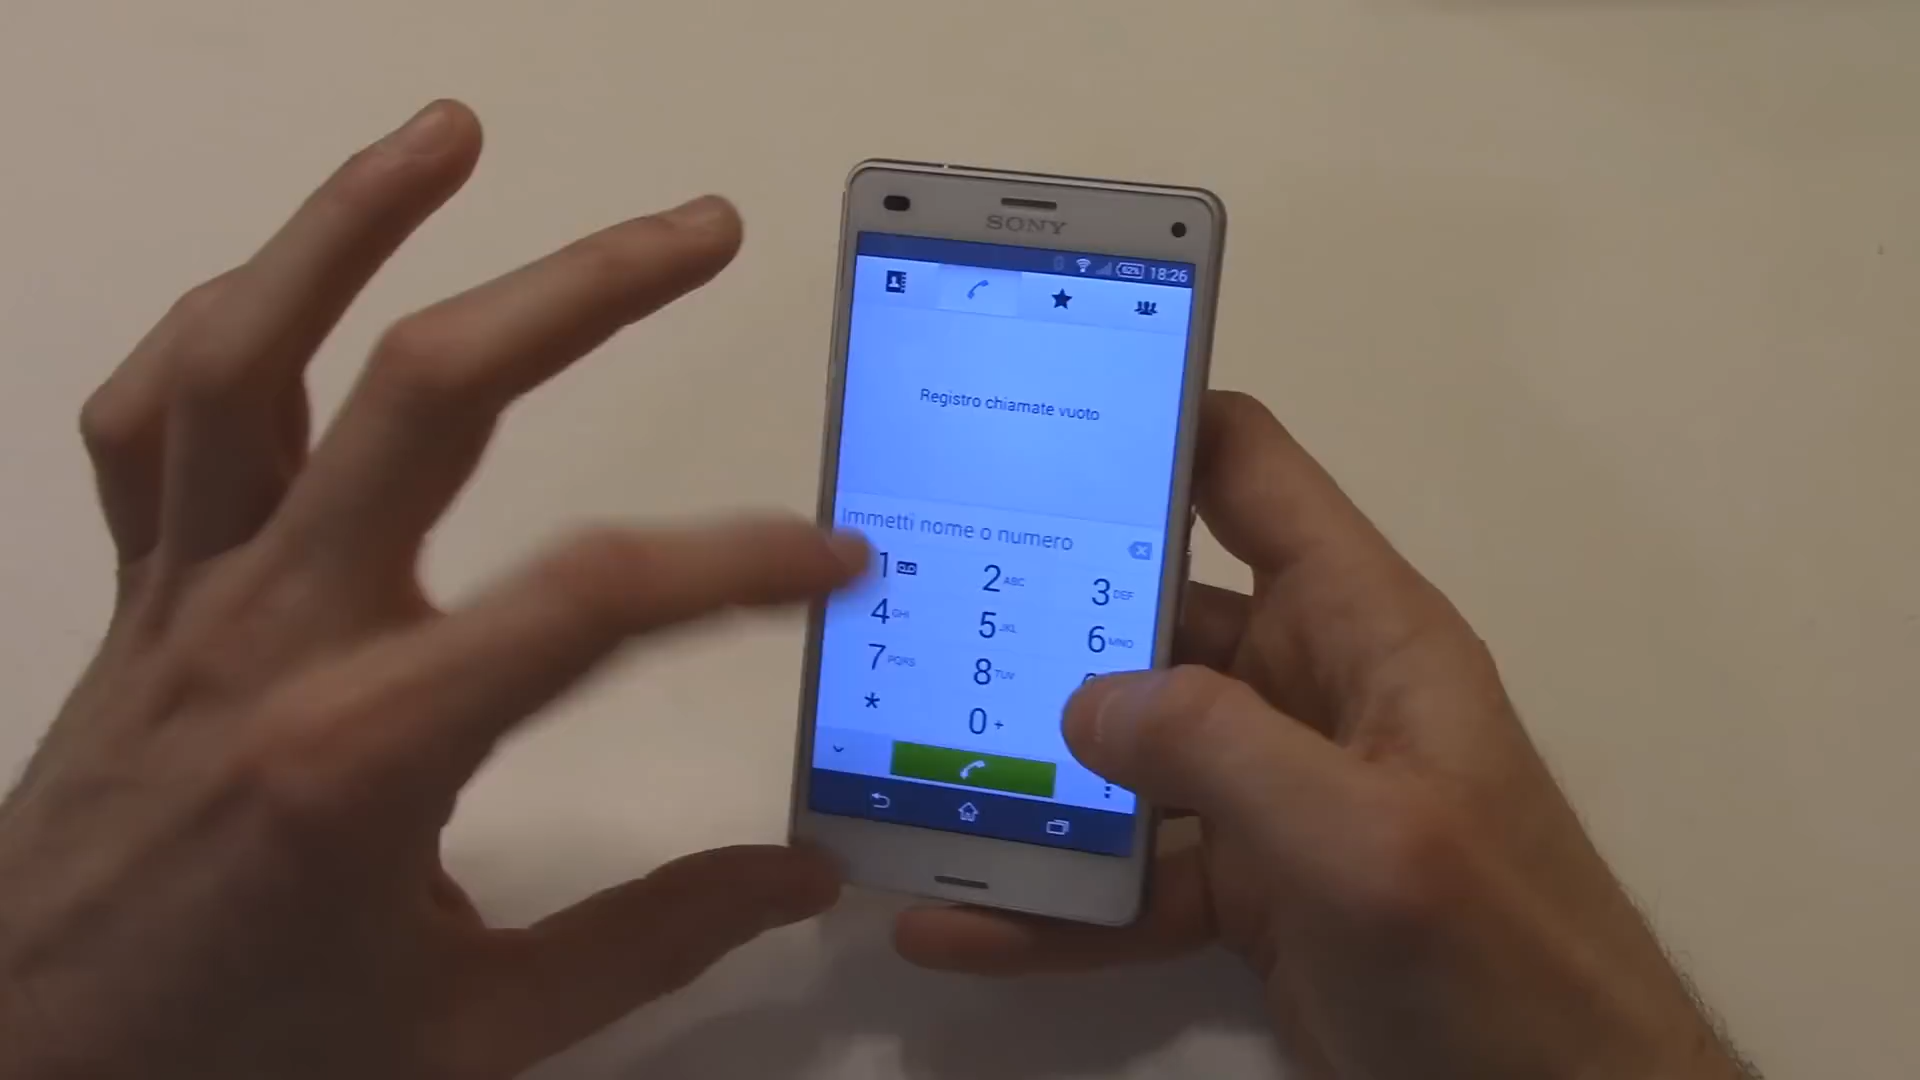 SONY
62% 18:26
Registro chiamate vuoto
Immetti nome o numero
1 2 ABC 3 DEF
4 GHI 5 JKL 6 MNO
7 PQRS 8 TUV
* 0 +